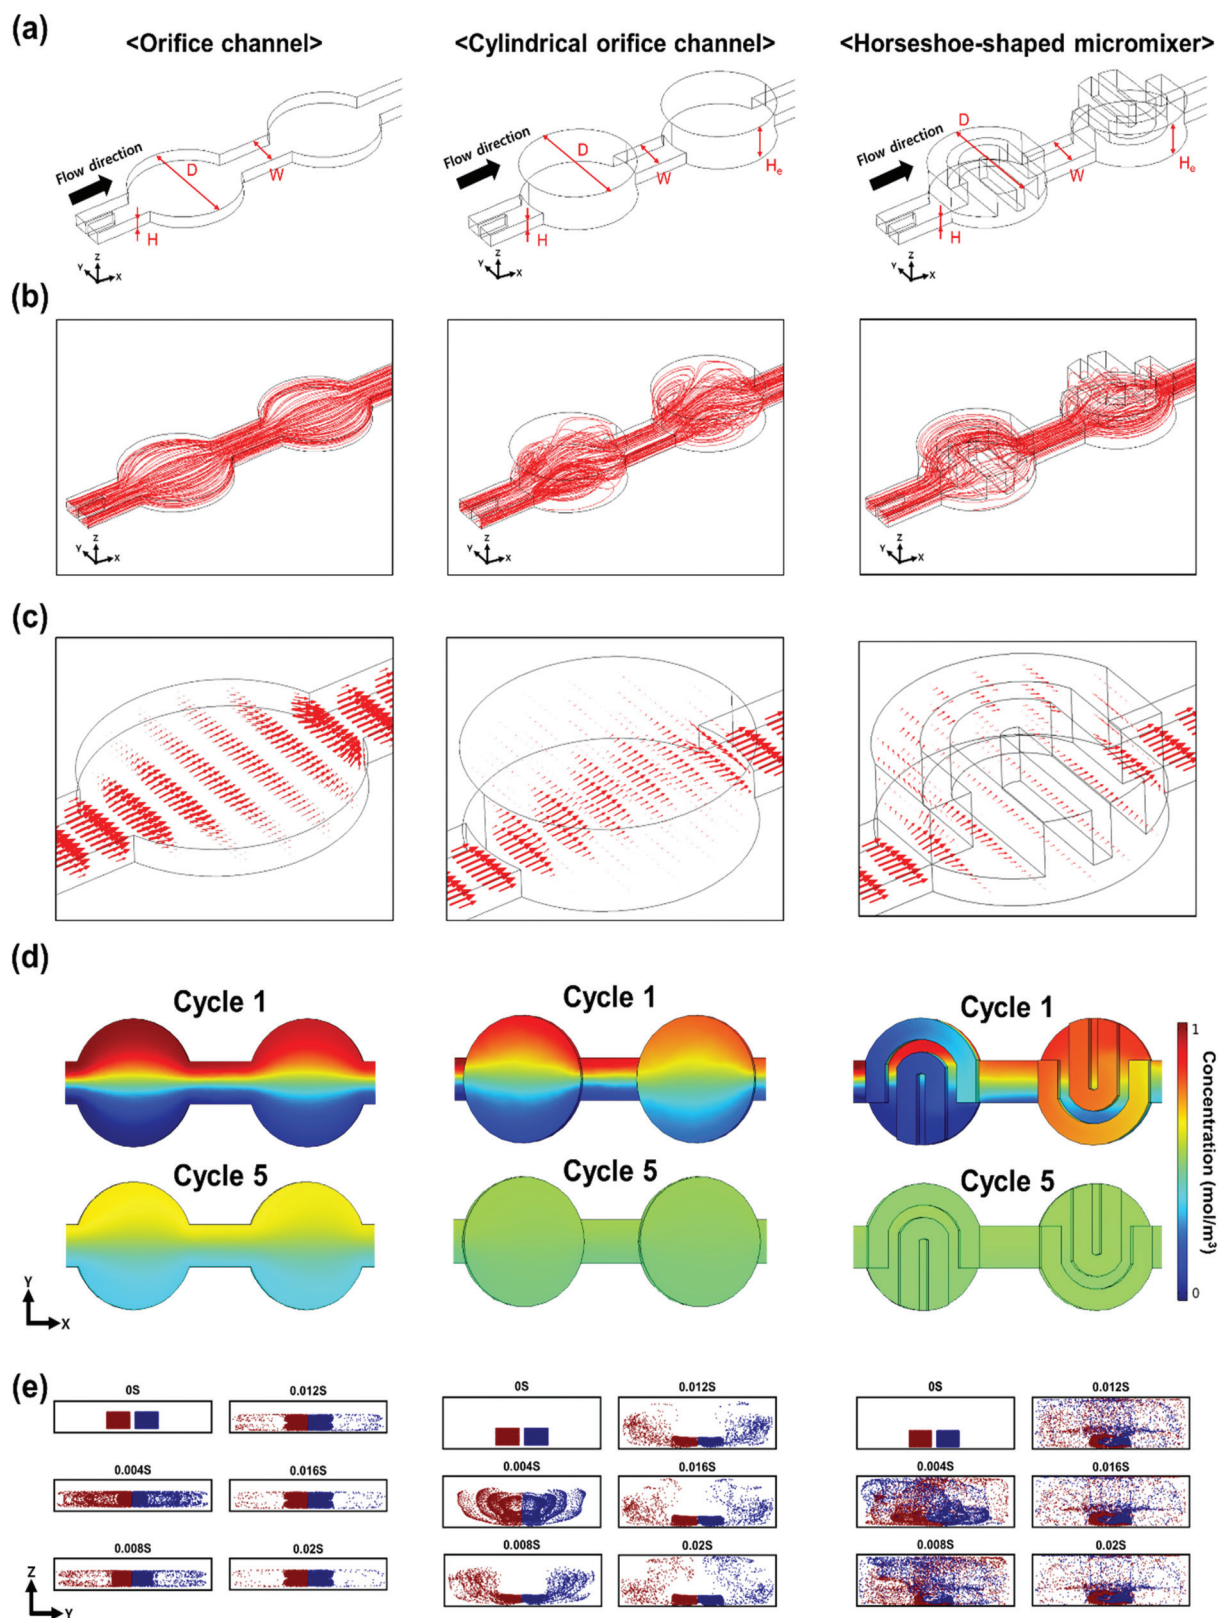 (a)
<Orifice channel>
<Cylindrical orifice channel>
<Horseshoe-shaped micromixer>
Flow direction
D
W
H
Z
Y
X
Flow direction
D
W
H
He
Z
Y
X
Flow direction
D
W
H
He
Z
Y
X
(b)
Z
Y
X
Z
Y
X
Z
Y
X
(c)
(d)
Cycle 1
Cycle 1
Cycle 1
Cycle 5
Cycle 5
Cycle 5
1
Concentration (mol/m³)
0
Y
X
(e)
0S
0.012S
0.004S
0.016S
0.008S
0.02S
0S
0.012S
0.004S
0.016S
0.008S
0.02S
0S
0.012S
0.004S
0.016S
0.008S
0.02S
Z
Y